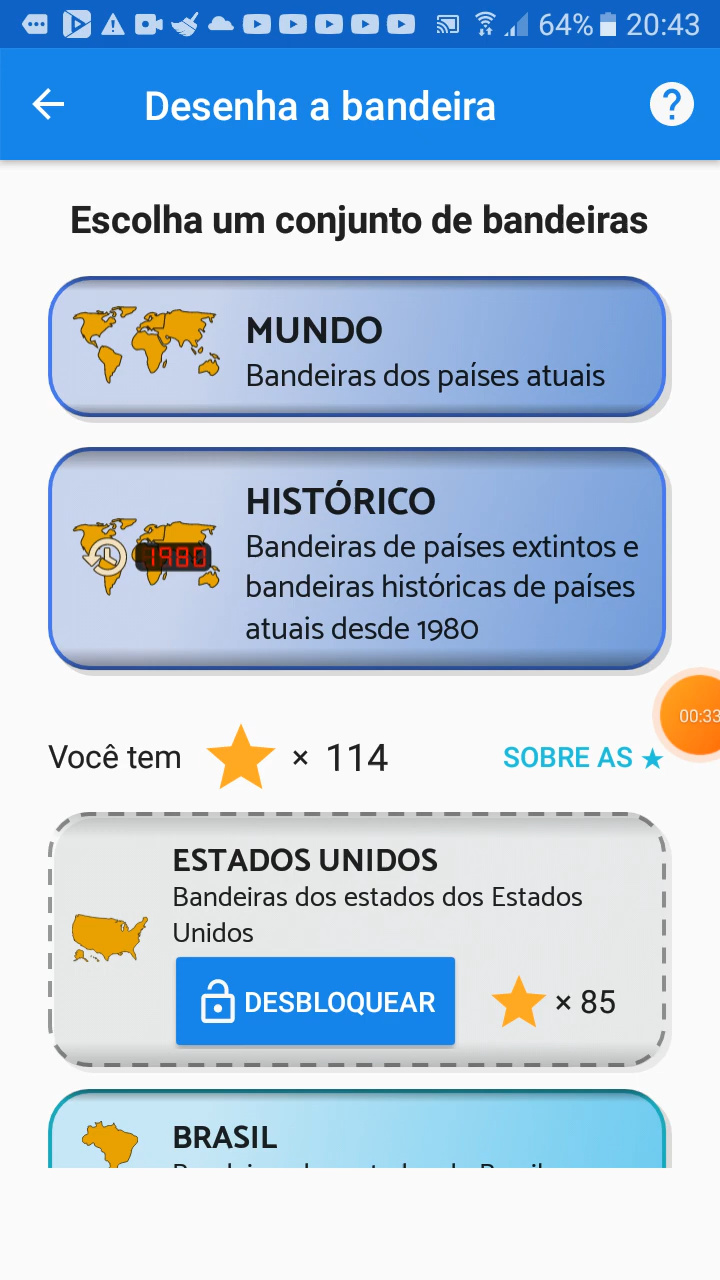 64% 20:43
Desenha a bandeira ?
Escolha um conjunto de bandeiras
MUNDO
Bandeiras dos países atuais
HISTÓRICO
1980
Bandeiras de países extintos e
bandeiras históricas de países
atuais desde 1980
00:33
Você tem × 114 SOBRE AS ★
ESTADOS UNIDOS
Bandeiras dos estados dos Estados
Unidos
DESBLOQUEAR × 85
BRASIL